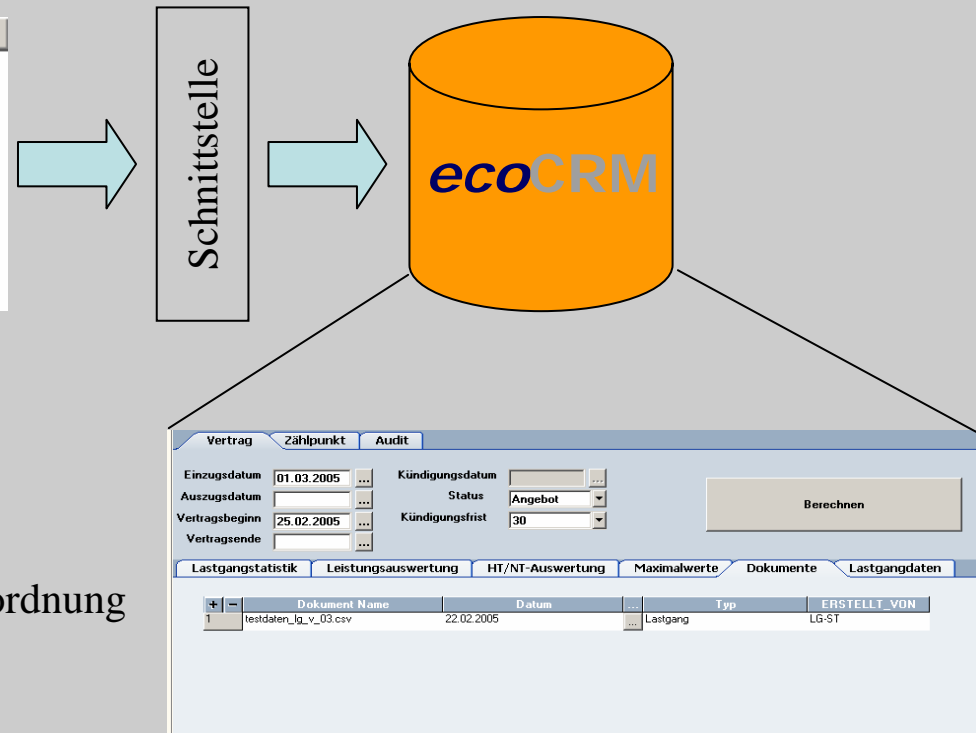 Schnittstelle
ecoCRM
Vertrag Zählpunkt Audit
Einzugsdatum 01.03.2005 ... Kündigungsdatum ...
Auszugsdatum ... Status Angebot
Vertragsbeginn 25.02.2005 ... Kündigungsfrist 30
Vertragsende ...
Berechnen
Lastgangstatistik Leistungsauswertung HT/NT-Auswertung Maximalwerte Dokumente Lastgangdaten
+ - Dokument Name Datum ... Typ ERSTELLT_VON
1 testdaten_lg_v_03.csv 22.02.2005 ... Lastgang LG-ST
ordnung